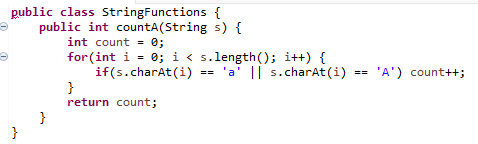 public class StringFunctions {
    public int countA(String s) {
        int count = 0;
        for(int i = 0; i < s.length(); i++) {
            if(s.charAt(i) == 'a' || s.charAt(i) == 'A') count++;
        }
        return count;
    }
}